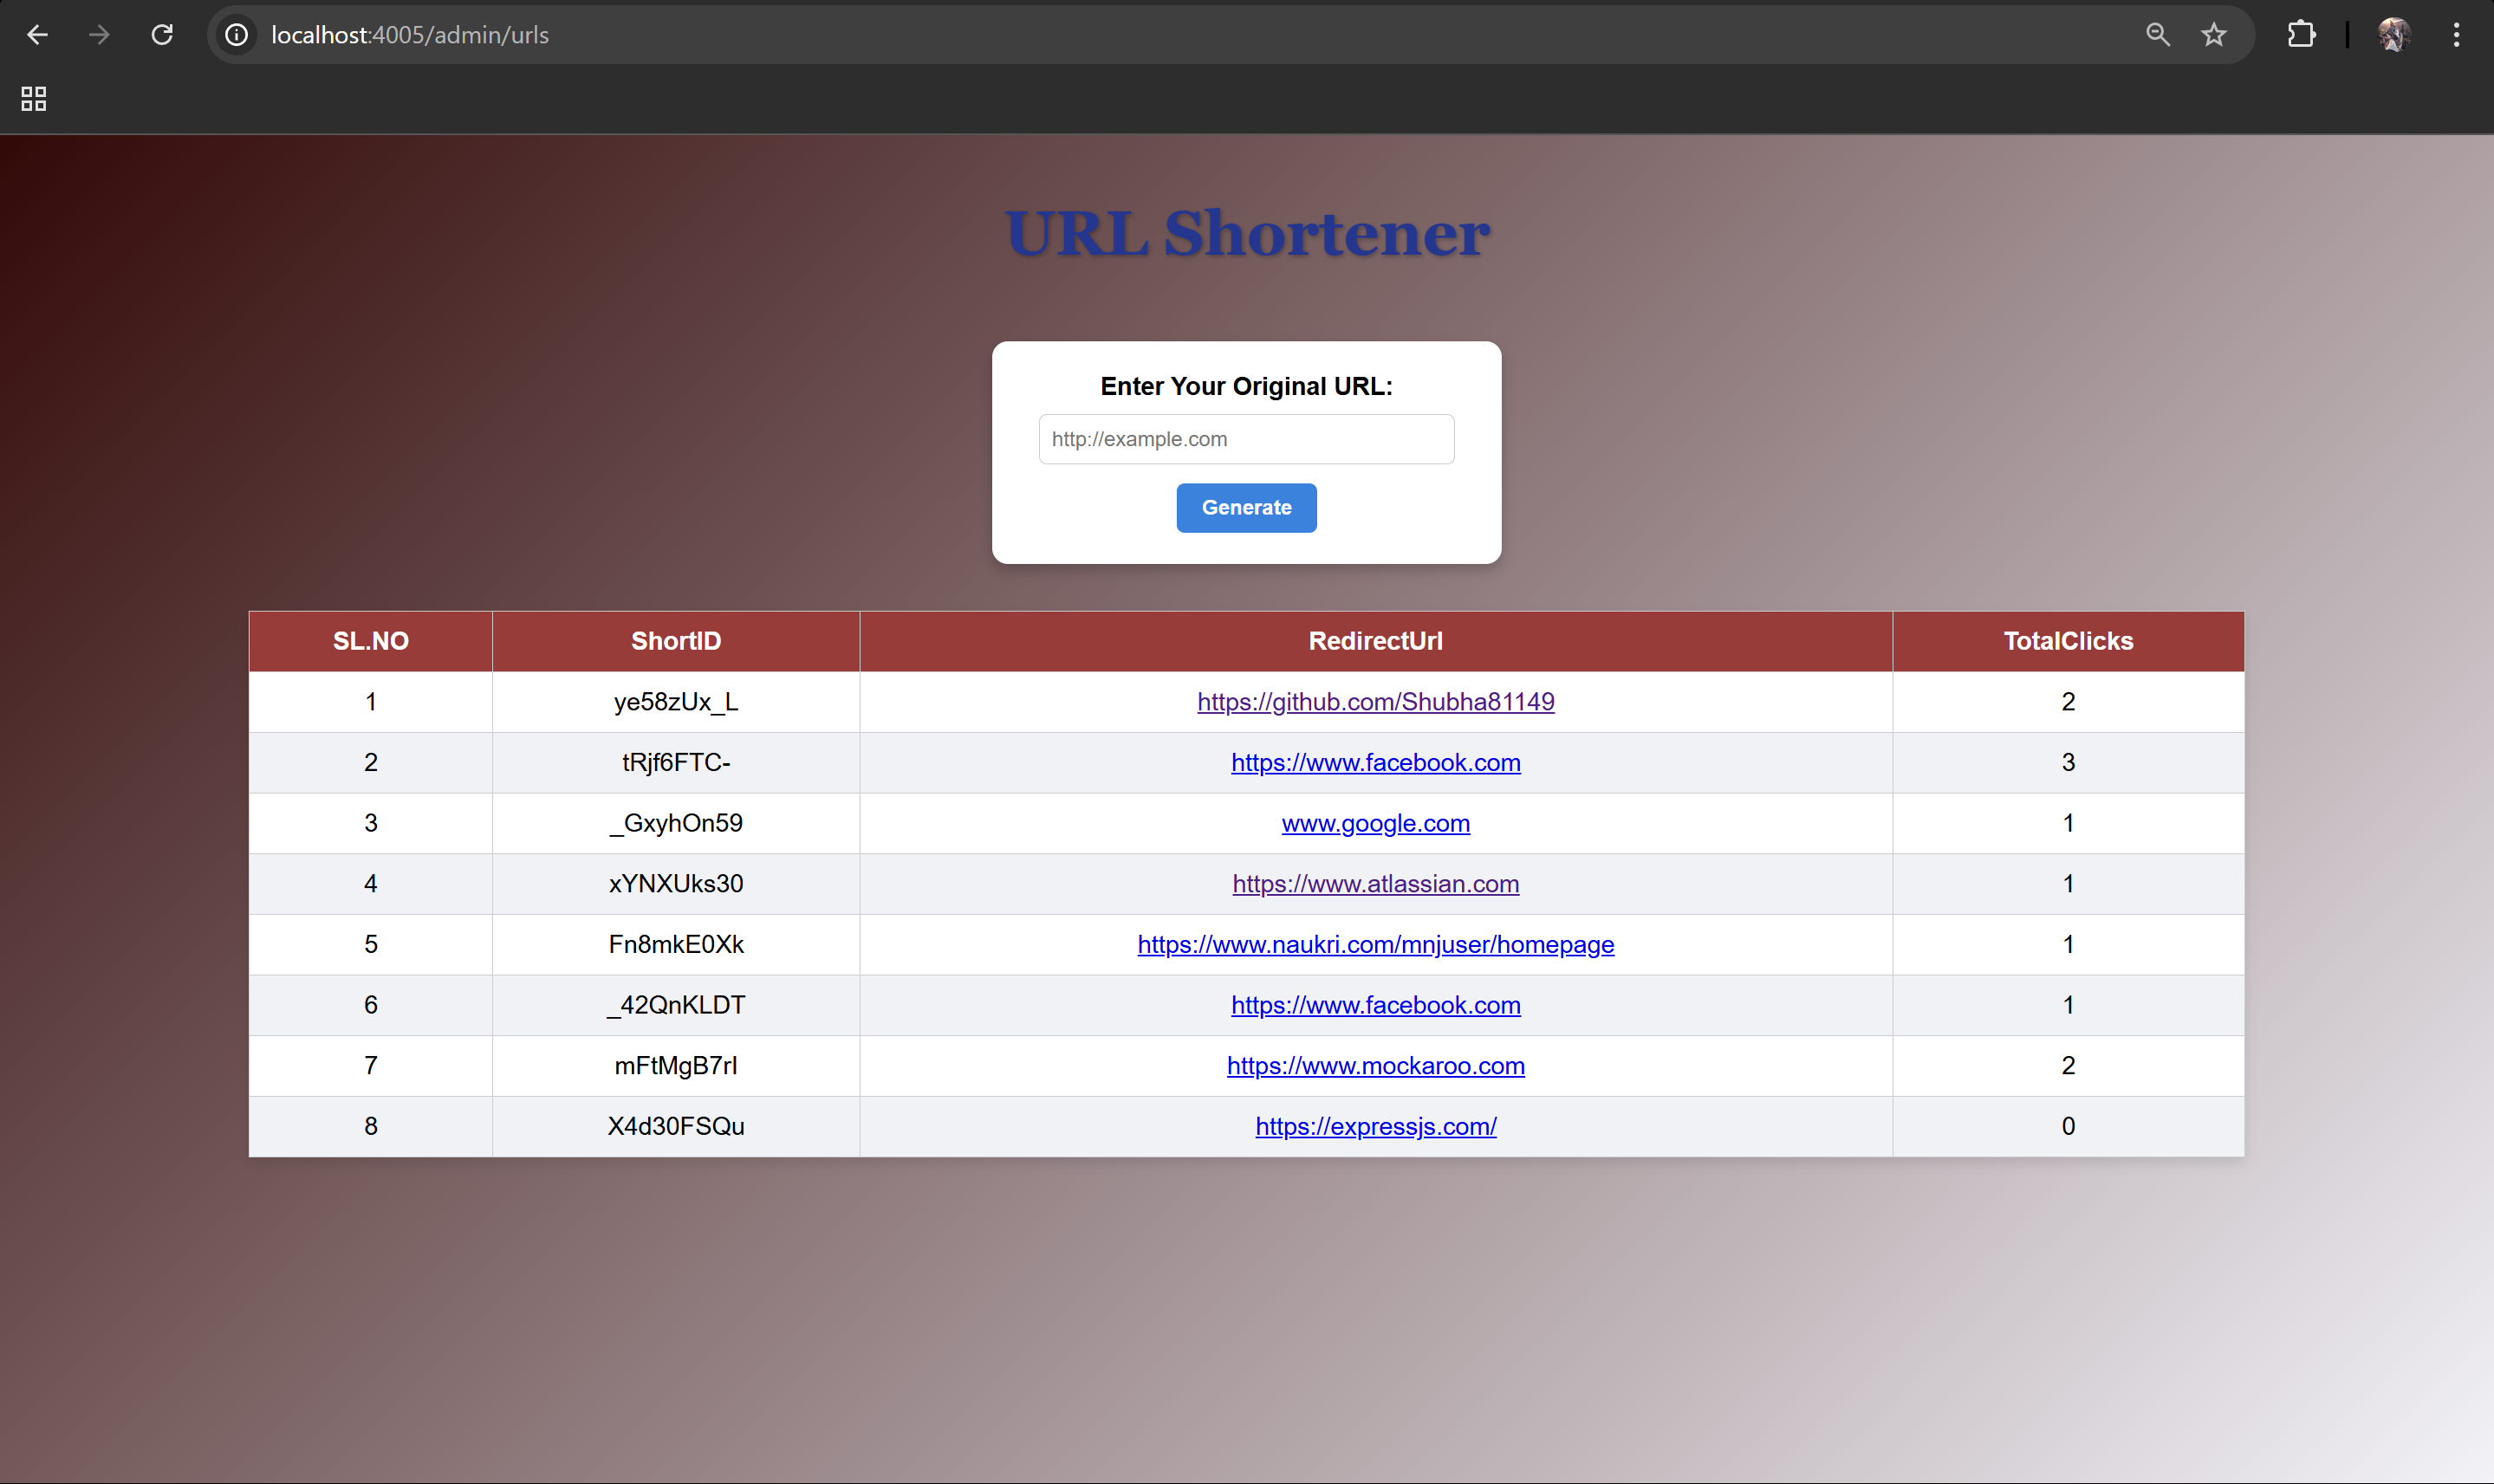 localhost:4005/admin/urls
URL Shortener
Enter Your Original URL:
http://example.com
Generate
SL.NO ShortID RedirectUrl TotalClicks
1 ye58zUx_L https://github.com/Shubha81149 2
2 tRjf6FTC- https://www.facebook.com 3
3 _GxyhOn59 www.google.com 1
4 xYNXUks30 https://www.atlassian.com 1
5 Fn8mkE0Xk https://www.naukri.com/mnjuser/homepage 1
6 _42QnKLDT https://www.facebook.com 1
7 mFtMgB7rI https://www.mockaroo.com 2
8 X4d30FSQu https://expressjs.com/ 0